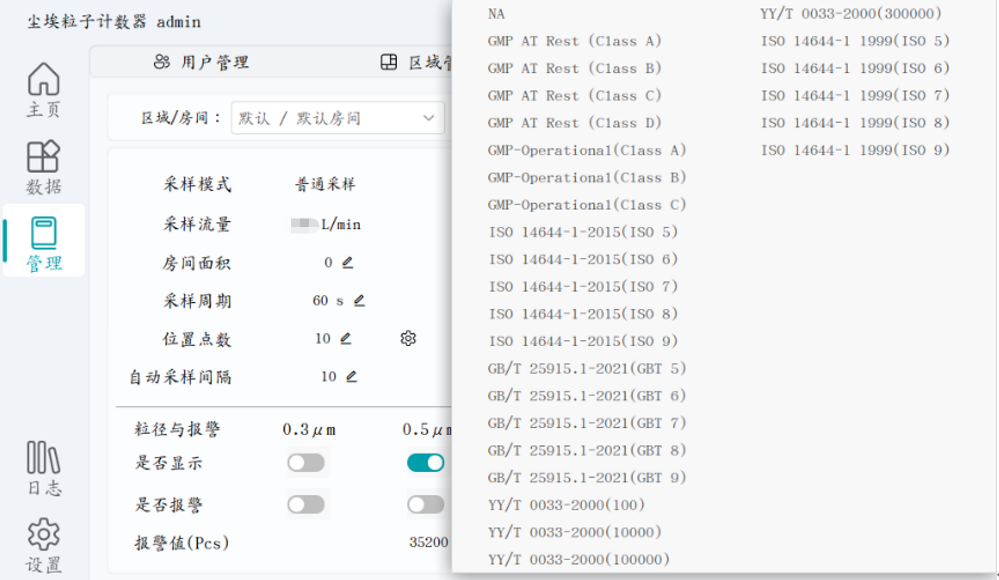 尘埃粒子计数器 admin
主页
数据
管理
日志
设置
用户管理
区域管
区域/房间： 默认 / 默认房间
采样模式 普通采样
采样流量 L/min
房间面积 0
采样周期 60 s
位置点数 10
自动采样间隔 10
粒径与报警 0.3μm 0.5μm
是否显示
是否报警
报警值(Pcs) 35200
NA
GMP AT Rest (Class A)
GMP AT Rest (Class B)
GMP AT Rest (Class C)
GMP AT Rest (Class D)
GMP-Operational(Class A)
GMP-Operational(Class B)
GMP-Operational(Class C)
ISO 14644-1-2015(ISO 5)
ISO 14644-1-2015(ISO 6)
ISO 14644-1-2015(ISO 7)
ISO 14644-1-2015(ISO 8)
ISO 14644-1-2015(ISO 9)
GB/T 25915.1-2021(GBT 5)
GB/T 25915.1-2021(GBT 6)
GB/T 25915.1-2021(GBT 7)
GB/T 25915.1-2021(GBT 8)
GB/T 25915.1-2021(GBT 9)
YY/T 0033-2000(100)
YY/T 0033-2000(10000)
YY/T 0033-2000(100000)
YY/T 0033-2000(300000)
ISO 14644-1 1999(ISO 5)
ISO 14644-1 1999(ISO 6)
ISO 14644-1 1999(ISO 7)
ISO 14644-1 1999(ISO 8)
ISO 14644-1 1999(ISO 9)